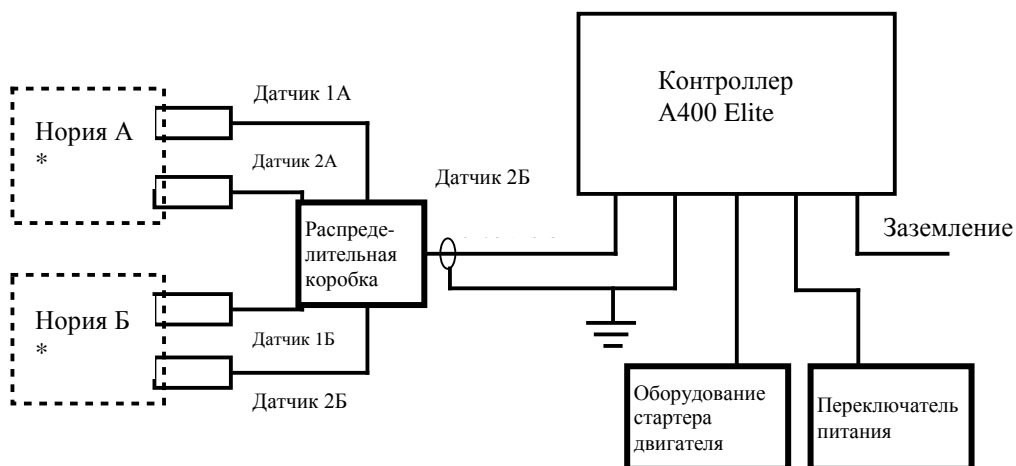 Контроллер
A400 Elite
Датчик 1А
Нория А
*
Датчик 2А
Датчик 2Б
Распреде-
лительная
коробка
Заземление
Нория Б
*
Датчик 1Б
Датчик 2Б
Оборудование
стартера
двигателя
Переключатель
питания